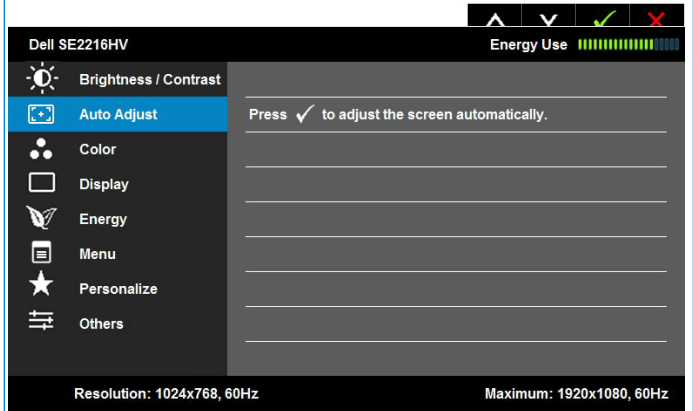 Dell SE2216HV Energy Use
Brightness / Contrast
Auto Adjust Press ✓ to adjust the screen automatically.
Color
Display
Energy
Menu
Personalize
Others
Resolution: 1024x768, 60Hz Maximum: 1920x1080, 60Hz